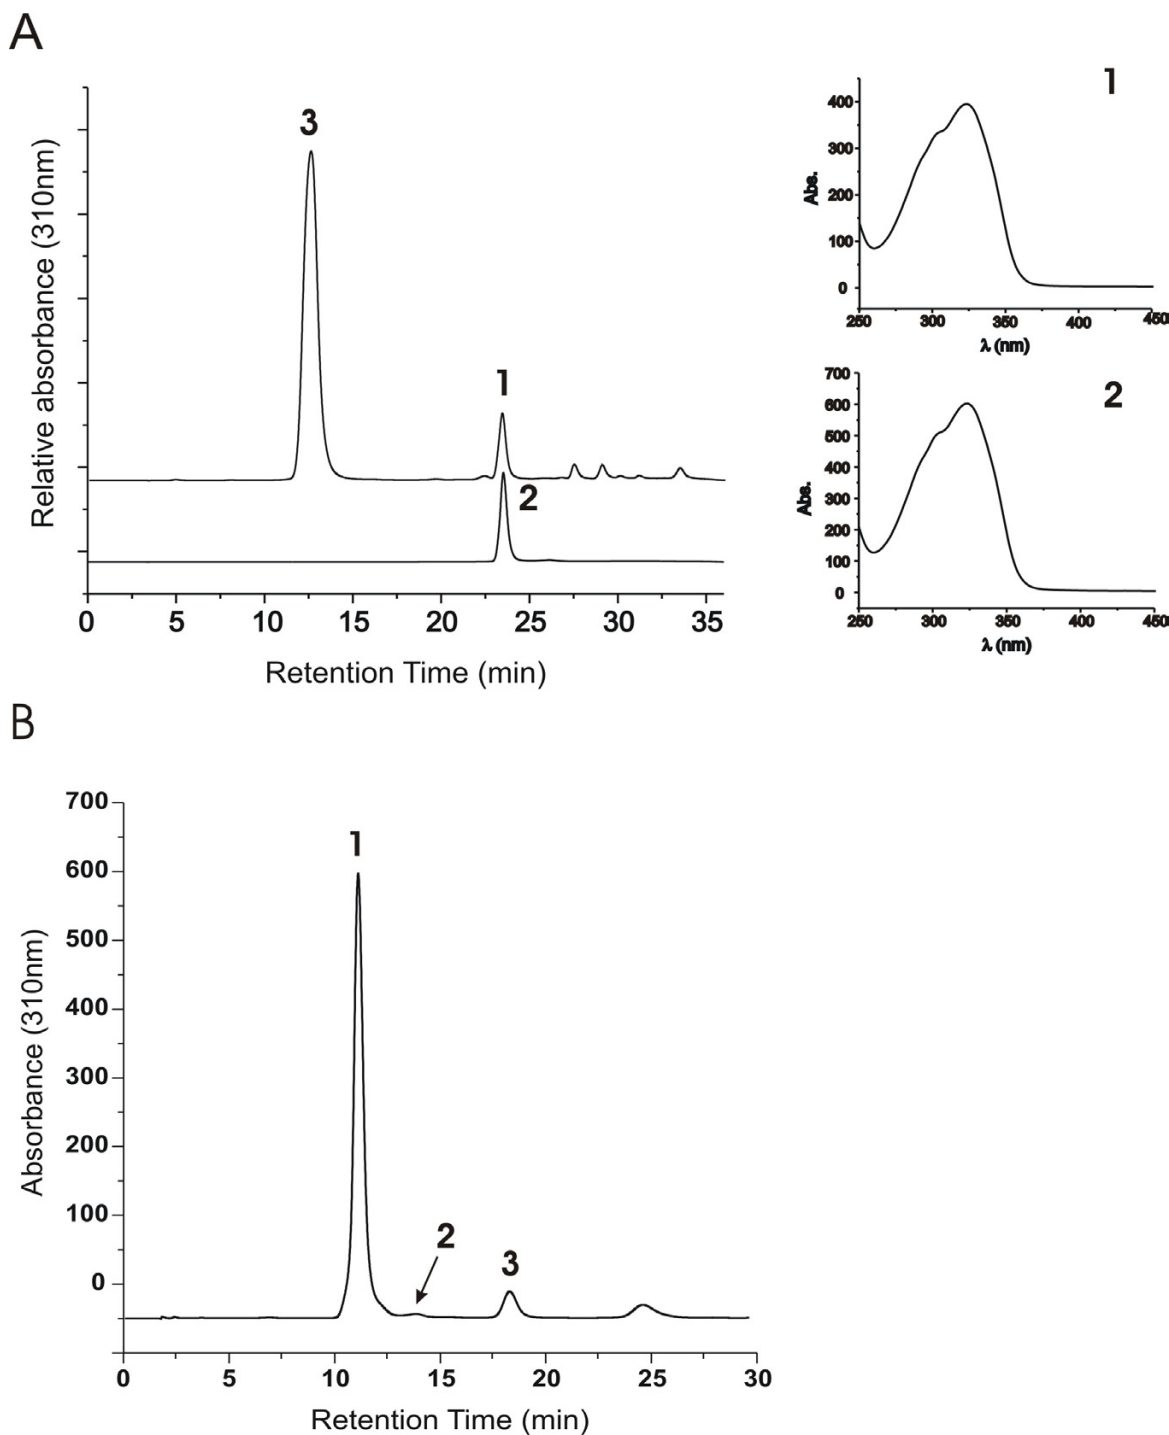 A
Relative absorbance (310nm)
3
1
2
0 5 10 15 20 25 30 35
Retention Time (min)
1
Abs.
400
300
200
100
0
250 300 350 400 450
λ (nm)
2
Abs.
700
600
500
400
300
200
100
0
250 300 350 400 450
λ (nm)
B
Absorbance (310nm)
700
600
500
400
300
200
100
0
1
2
3
0 5 10 15 20 25 30
Retention Time (min)